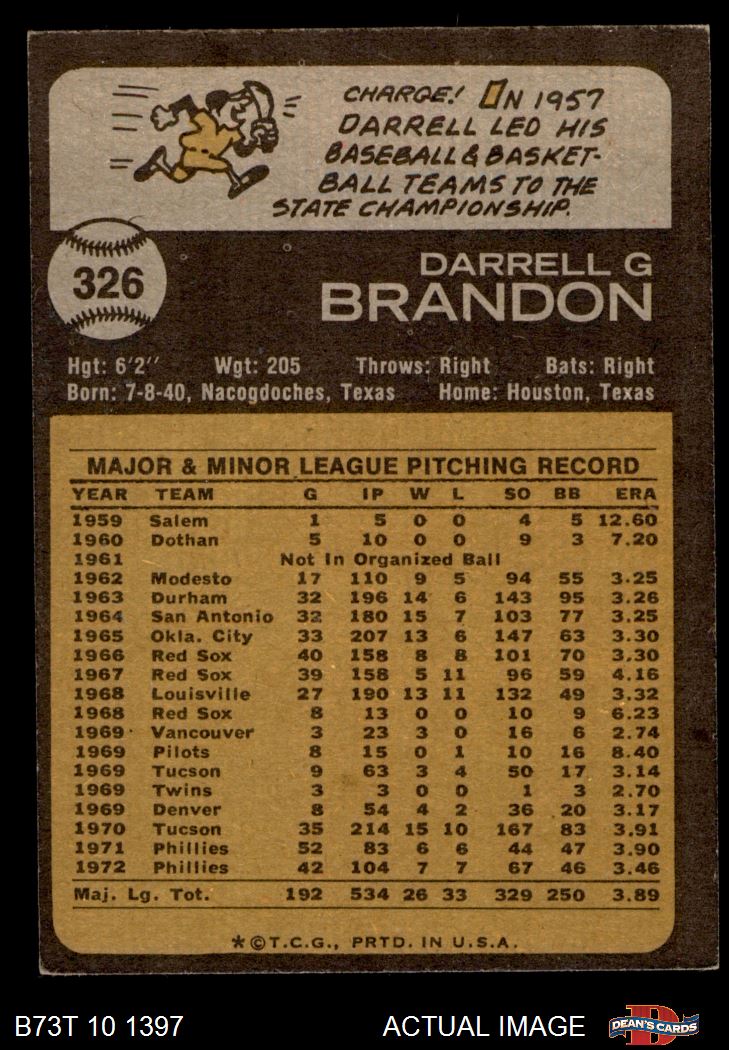 CHARGE! IN 1957
DARRELL LED HIS
BASEBALL & BASKET-
BALL TEAMS TO THE
STATE CHAMPIONSHIP.
326
DARRELL G
BRANDON
Hgt: 6'2" Wgt: 205 Throws: Right Bats: Right
Born: 7-8-40, Nacogdoches, Texas Home: Houston, Texas
MAJOR & MINOR LEAGUE PITCHING RECORD
YEAR TEAM G IP W L SO BB ERA
1959 Salem 1 5 0 0 4 5 12.60
1960 Dothan 5 10 0 0 9 3 7.20
1961 Not In Organized Ball
1962 Modesto 17 110 9 5 94 55 3.25
1963 Durham 32 196 14 6 143 95 3.26
1964 San Antonio 32 180 15 7 103 77 3.25
1965 Okla. City 33 207 13 6 147 63 3.30
1966 Red Sox 40 158 8 8 101 70 3.30
1967 Red Sox 39 158 5 11 96 59 4.16
1968 Louisville 27 190 13 11 132 49 3.32
1968 Red Sox 8 13 0 0 10 9 6.23
1969 Vancouver 3 23 3 0 16 6 2.74
1969 Pilots 8 15 0 1 10 16 8.40
1969 Tucson 9 63 3 4 50 17 3.14
1969 Twins 3 3 0 0 1 3 2.70
1969 Denver 8 54 4 2 36 20 3.17
1970 Tucson 35 214 15 10 167 83 3.91
1971 Phillies 52 83 6 6 44 47 3.90
1972 Phillies 42 104 7 7 67 46 3.46
Maj. Lg. Tot. 192 534 26 33 329 250 3.89
*©T.C.G., PRTD. IN U.S.A.
B73T 10 1397 ACTUAL IMAGE DEAN'S CARDS